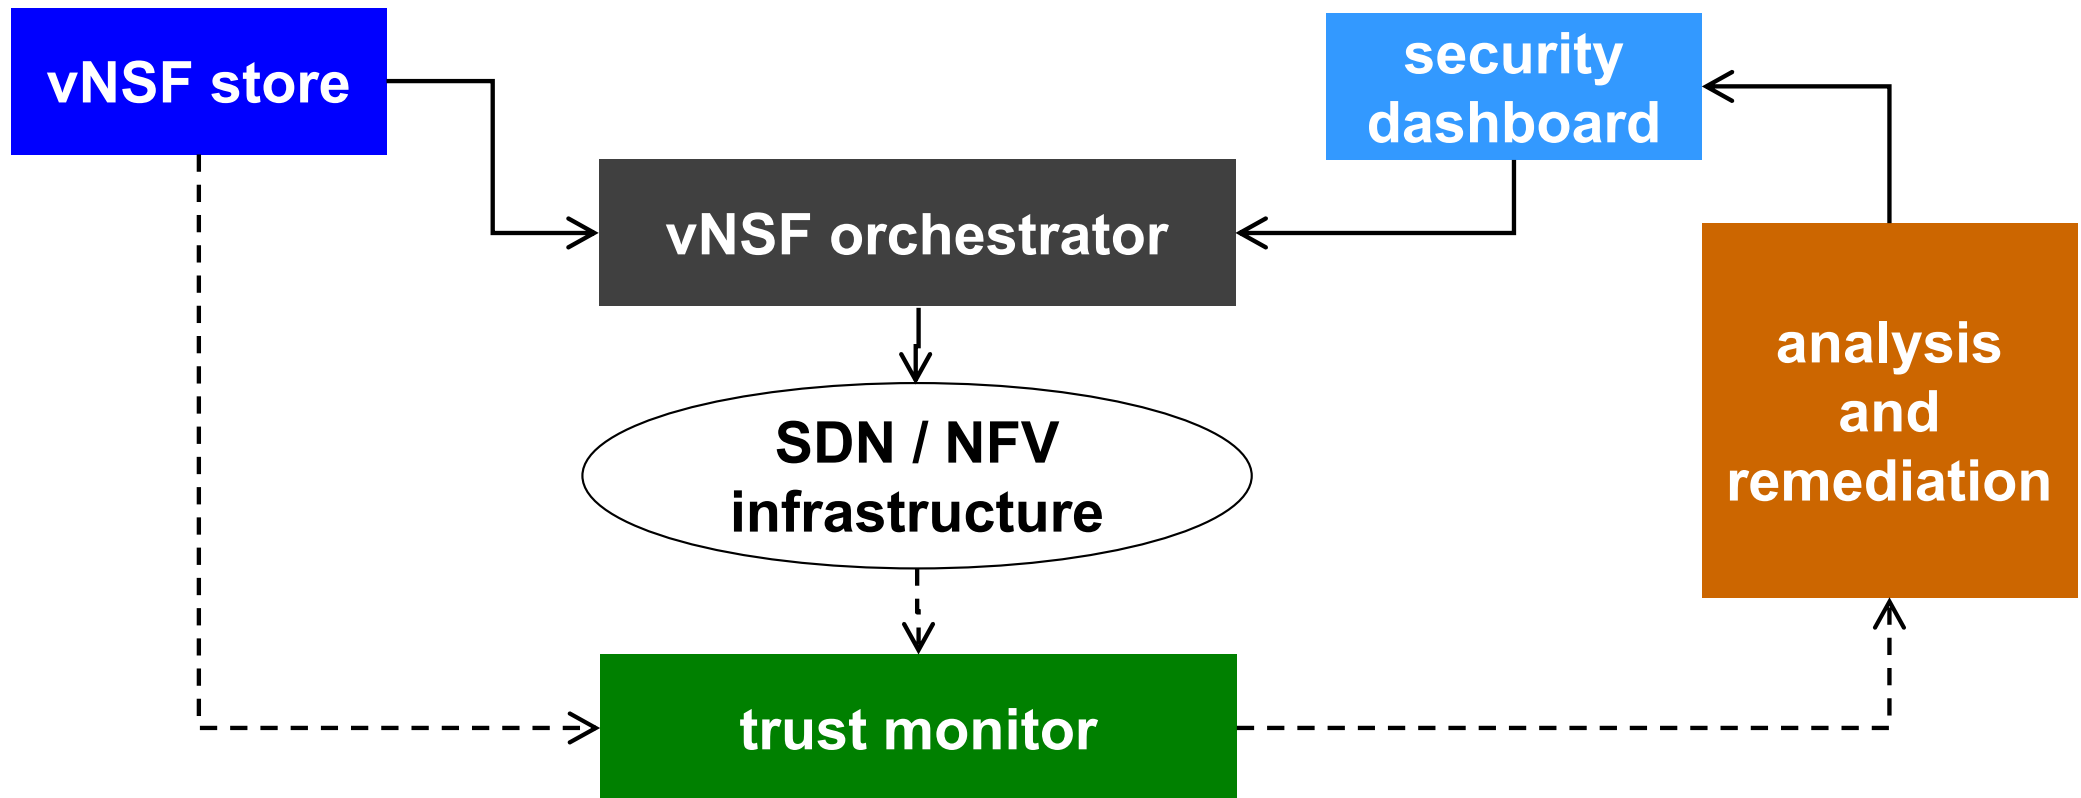 vNSF store
security
dashboard
vNSF orchestrator
analysis
and
remediation
SDN / NFV
infrastructure
trust monitor